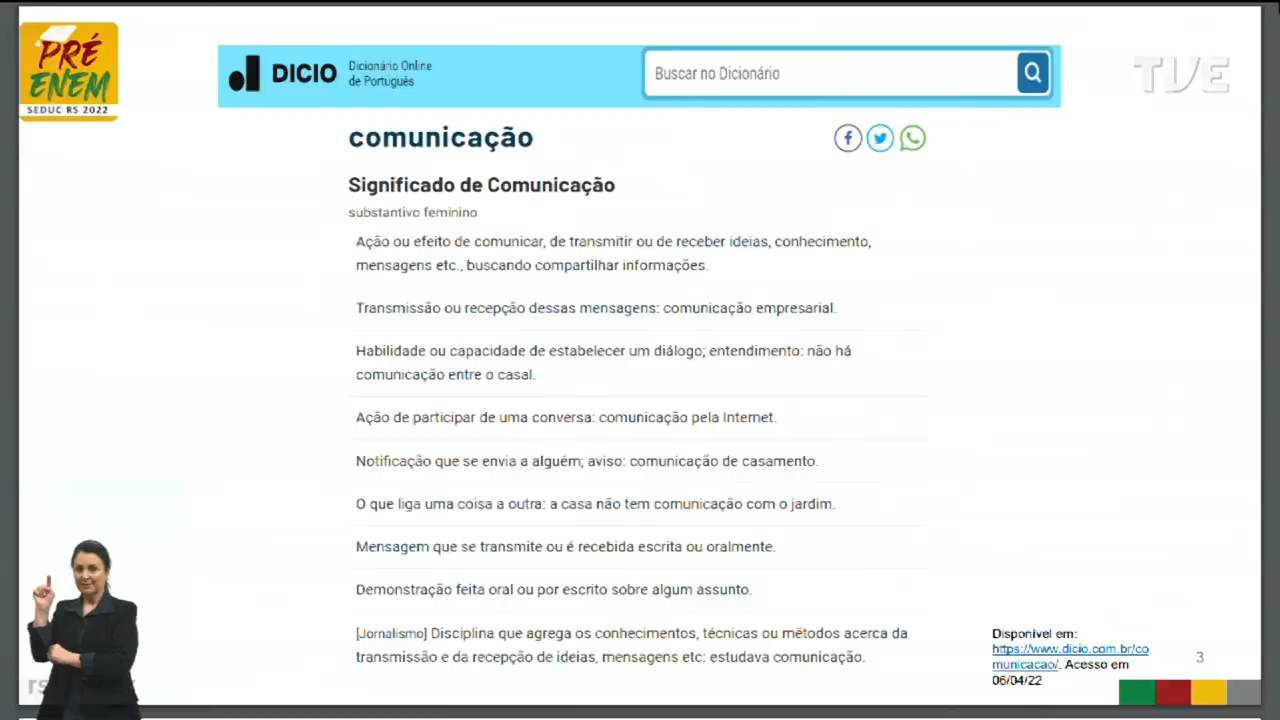 PRÉ
ENEM
SEDUC RS 2022
DICIO
Dicionário Online
de Português
Buscar no Dicionário
TVE
comunicação
Significado de Comunicação
substantivo feminino
Ação ou efeito de comunicar, de transmitir ou de receber ideias, conhecimento,
mensagens etc., buscando compartilhar informações.
Transmissão ou recepção dessas mensagens: comunicação empresarial.
Habilidade ou capacidade de estabelecer um diálogo; entendimento: não há
comunicação entre o casal.
Ação de participar de uma conversa: comunicação pela Internet.
Notificação que se envia a alguém; aviso: comunicação de casamento.
O que liga uma coisa a outra: a casa não tem comunicação com o jardim.
Mensagem que se transmite ou é recebida escrita ou oralmente.
Demonstração feita oral ou por escrito sobre algum assunto.
[Jornalismo] Disciplina que agrega os conhecimentos, técnicas ou métodos acerca da
transmissão e da recepção de ideias, mensagens etc: estudava comunicação.
Disponível em:
https://www.dicio.com.br/co
municacao/. Acesso em
06/04/22
3